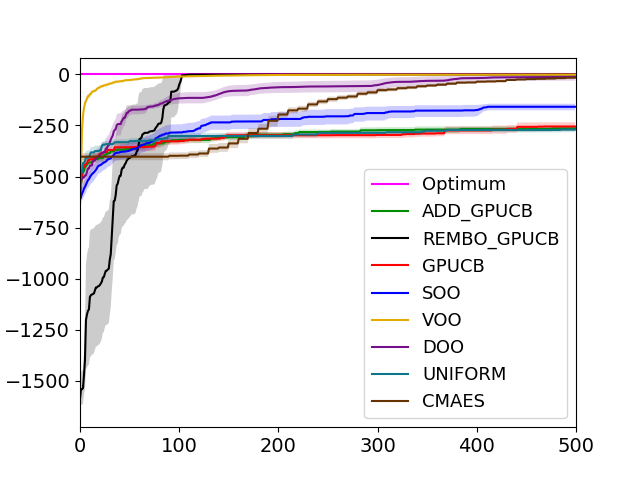 0
−250
−500
−750
−1000
−1250
−1500
Optimum
ADD_GPUCB
REMBO_GPUCB
GPUCB
SOO
VOO
DOO
UNIFORM
CMAES
0 100 200 300 400 500